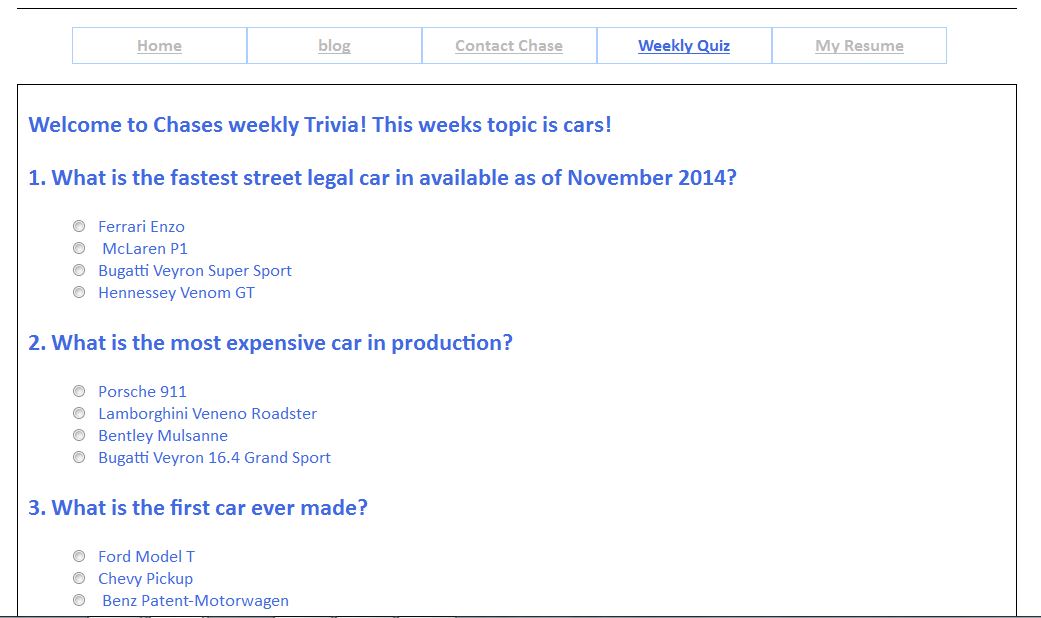 Home blog Contact Chase Weekly Quiz My Resume
Welcome to Chases weekly Trivia! This weeks topic is cars!
1. What is the fastest street legal car in available as of November 2014?
Ferrari Enzo
McLaren P1
Bugatti Veyron Super Sport
Hennessey Venom GT
2. What is the most expensive car in production?
Porsche 911
Lamborghini Veneno Roadster
Bentley Mulsanne
Bugatti Veyron 16.4 Grand Sport
3. What is the first car ever made?
Ford Model T
Chevy Pickup
Benz Patent-Motorwagen